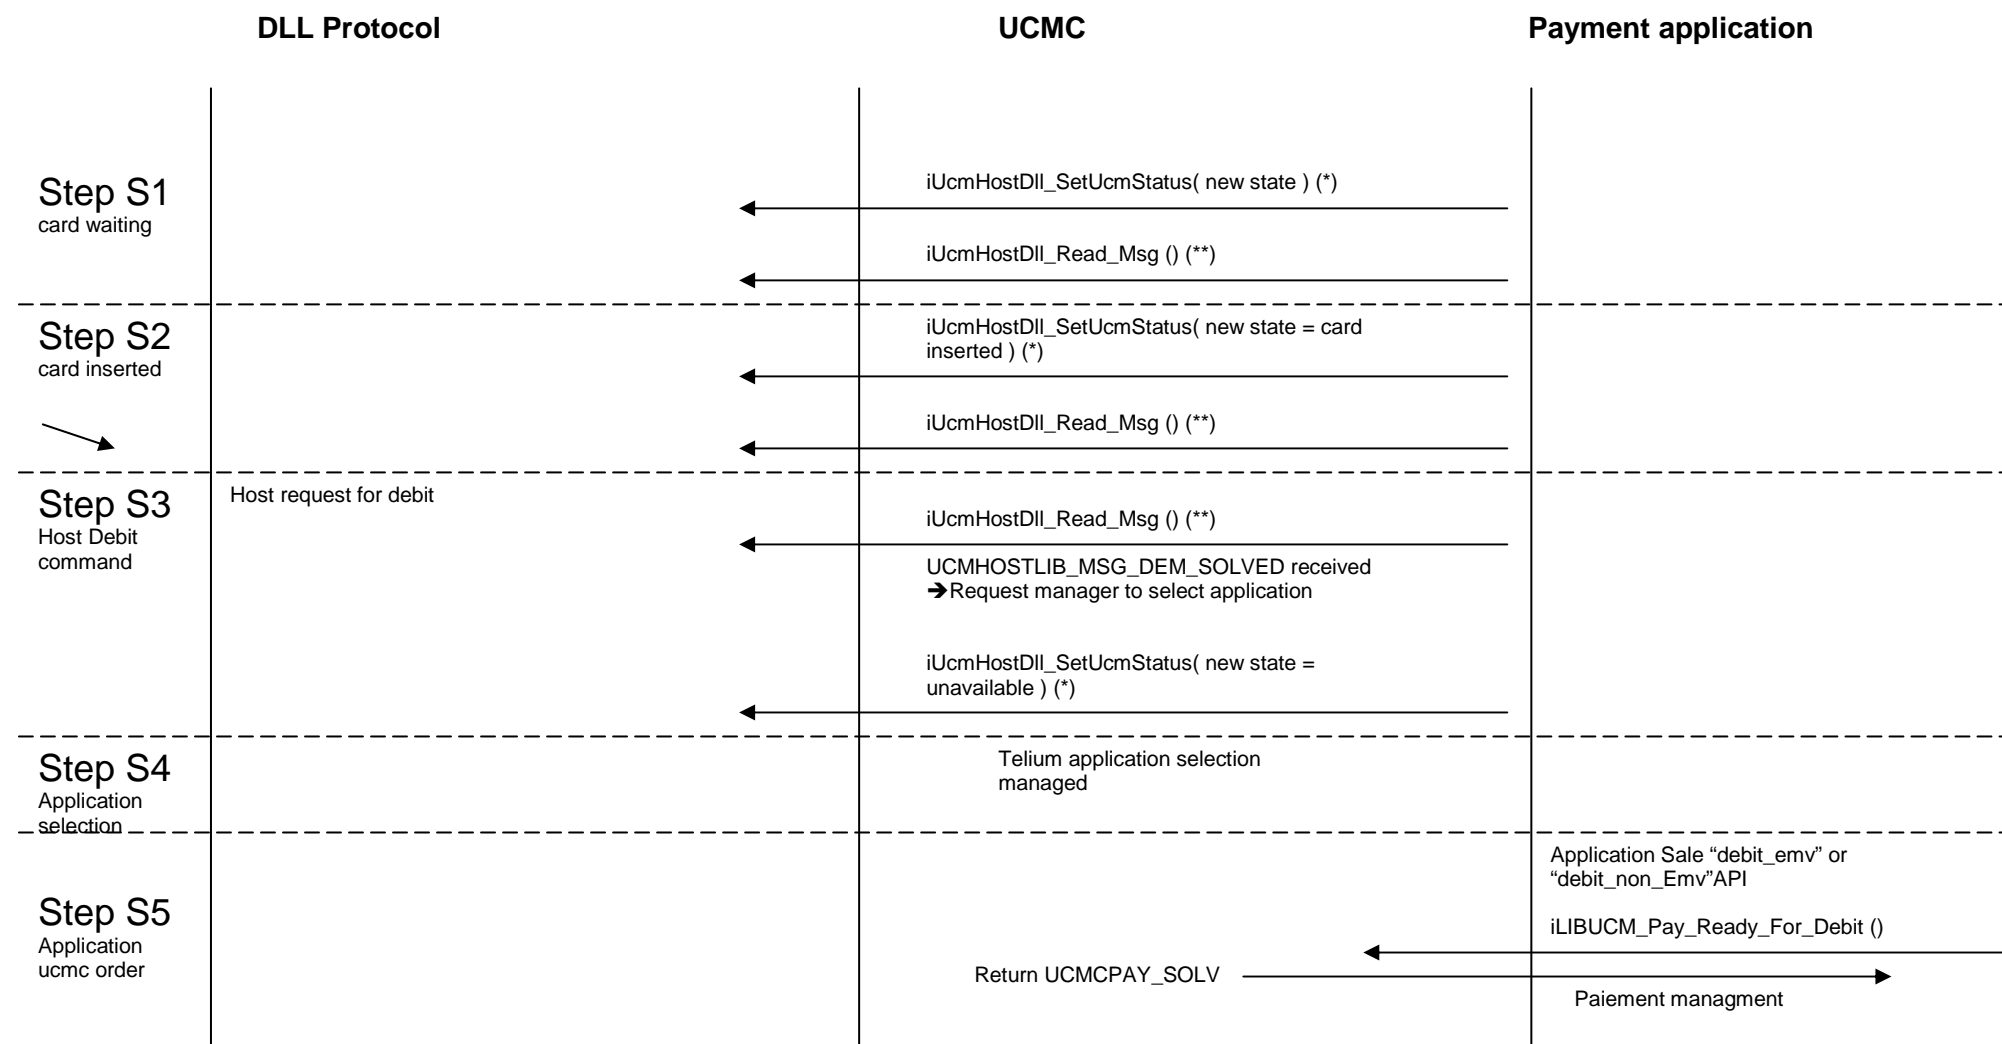 DLL Protocol
UCMC
Payment application
Step S1
card waiting
iUcmHostDll_SetUcmStatus( new state ) (*)
iUcmHostDll_Read_Msg () (**)
Step S2
card inserted
iUcmHostDll_SetUcmStatus( new state = card
inserted ) (*)
iUcmHostDll_Read_Msg () (**)
Step S3
Host Debit
command
Host request for debit
iUcmHostDll_Read_Msg () (**)
UCMHOSTLIB_MSG_DEM_SOLVED received
➔Request manager to select application
iUcmHostDll_SetUcmStatus( new state =
unavailable ) (*)
Step S4
Application
selection
Telium application selection
managed
Step S5
Application
ucmc order
Application Sale “debit_emv” or
“debit_non_Emv”API
iLIBUCM_Pay_Ready_For_Debit ()
Return UCMCPAY_SOLV
Paiement managment